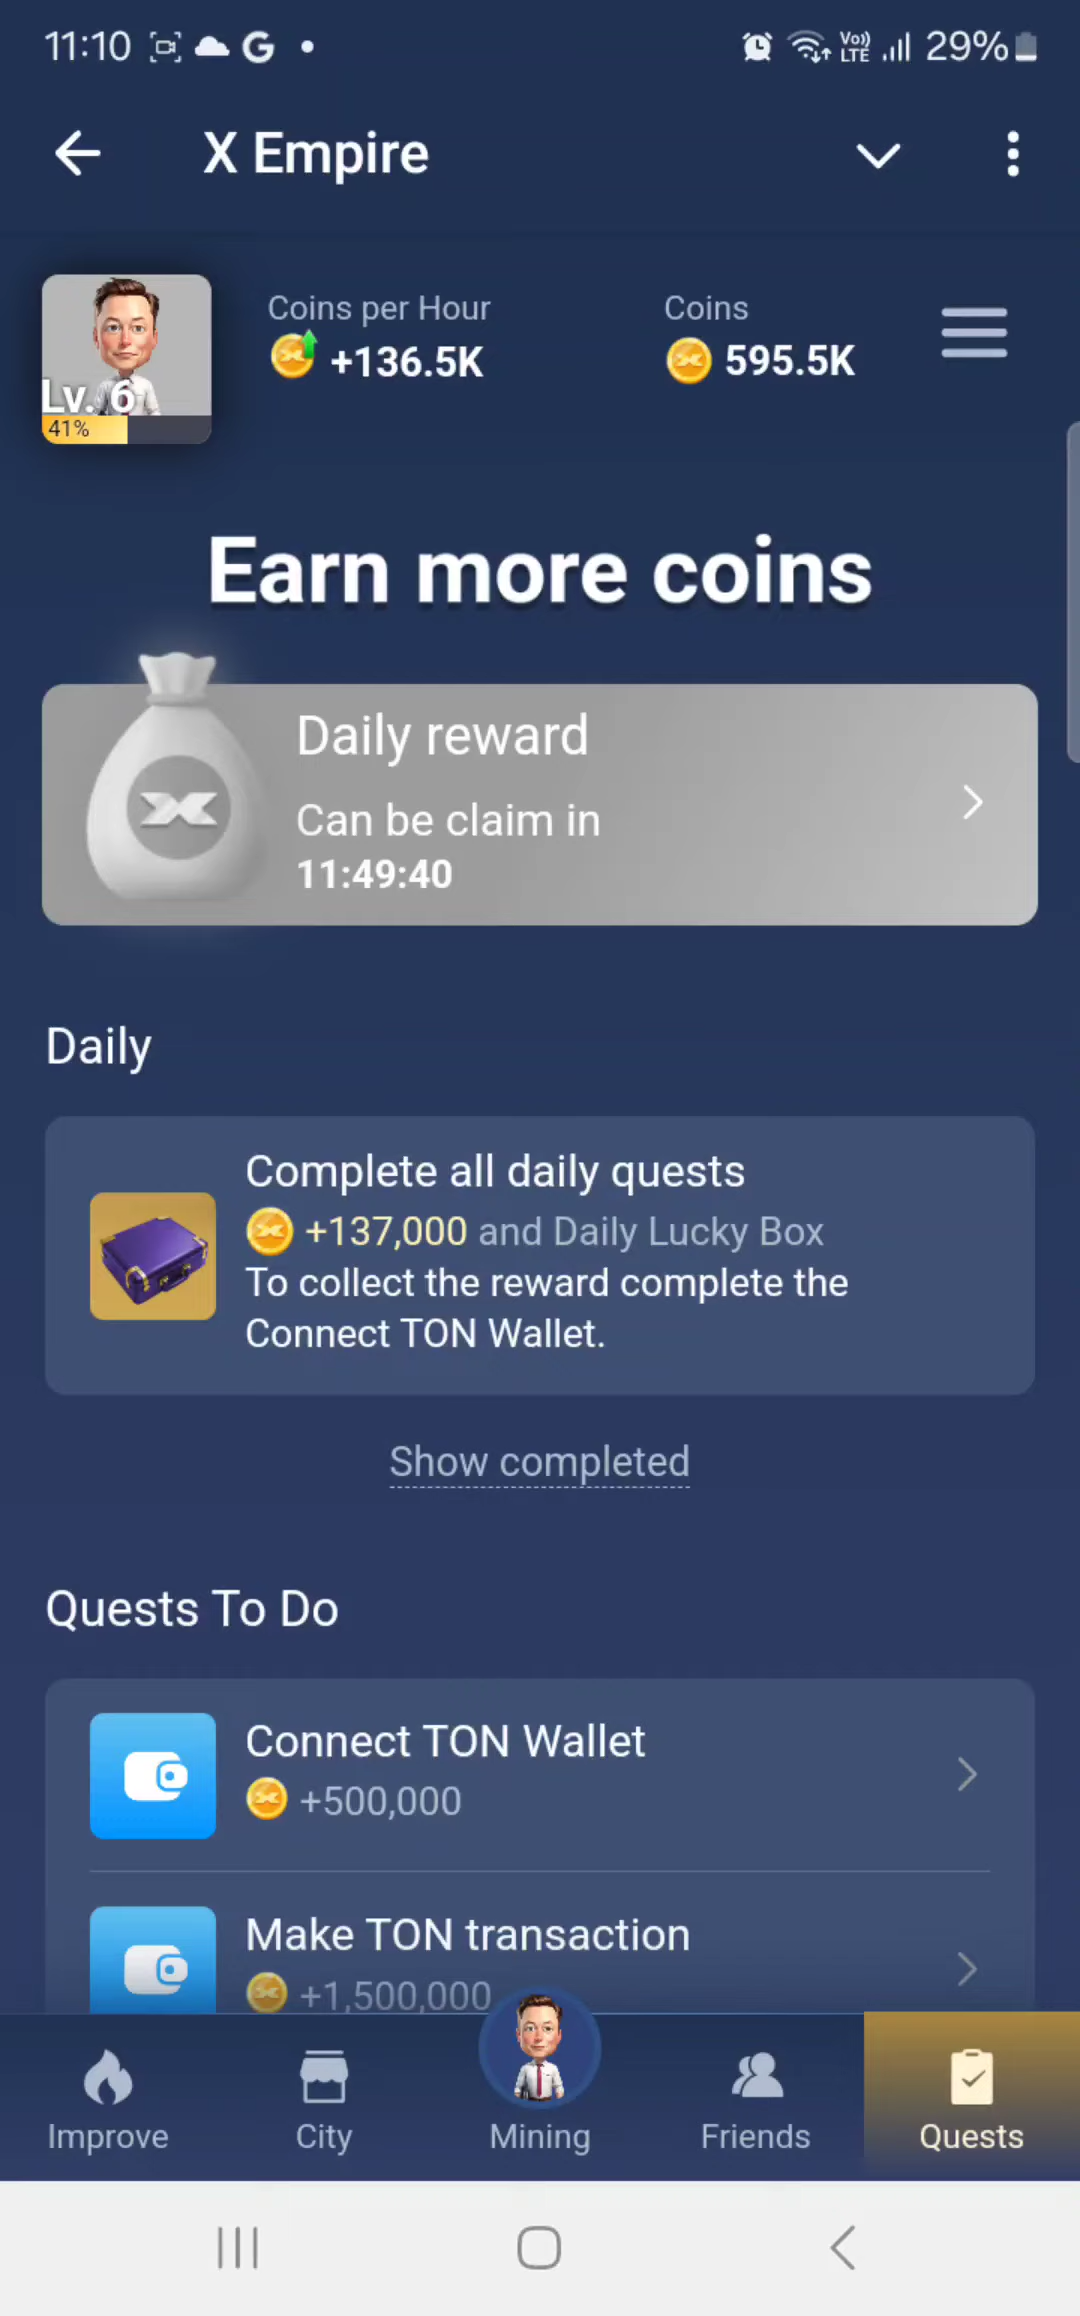 11:10
Vo)) LTE 29%
X Empire
Coins per Hour
+136.5K
Coins
595.5K
Lv. 6
41%
Earn more coins
Daily reward
Can be claim in
11:49:40
Daily
Complete all daily quests
+137,000 and Daily Lucky Box
To collect the reward complete the
Connect TON Wallet.
Show completed
Quests To Do
Connect TON Wallet
+500,000
Make TON transaction
+1,500,000
Improve
City
Mining
Friends
Quests